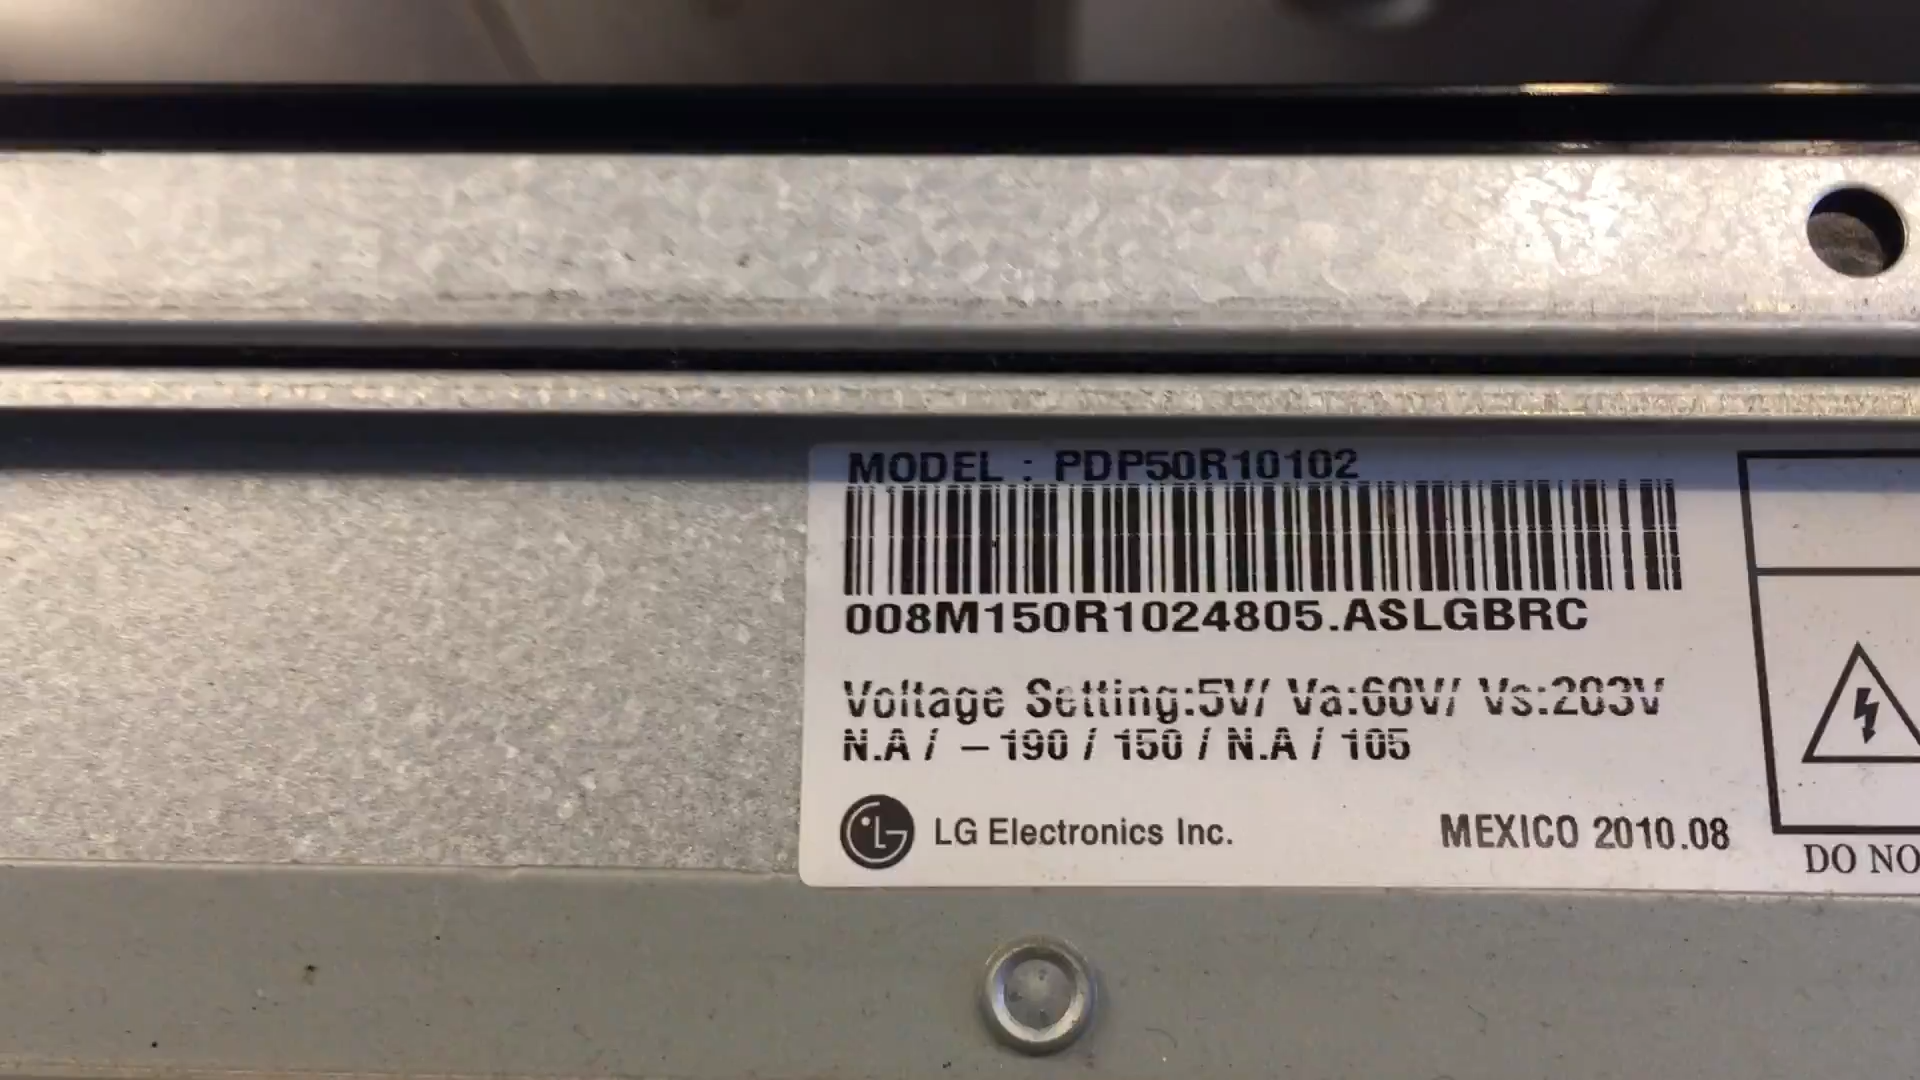 MODEL : PDP50R10102
008M150R1024805.ASLGBRC
Voltage Setting:5V/ Va:60V/ Vs:203V
N.A / – 190 / 150 / N.A / 105
LG LG Electronics Inc.
MEXICO 2010.08
DO NO